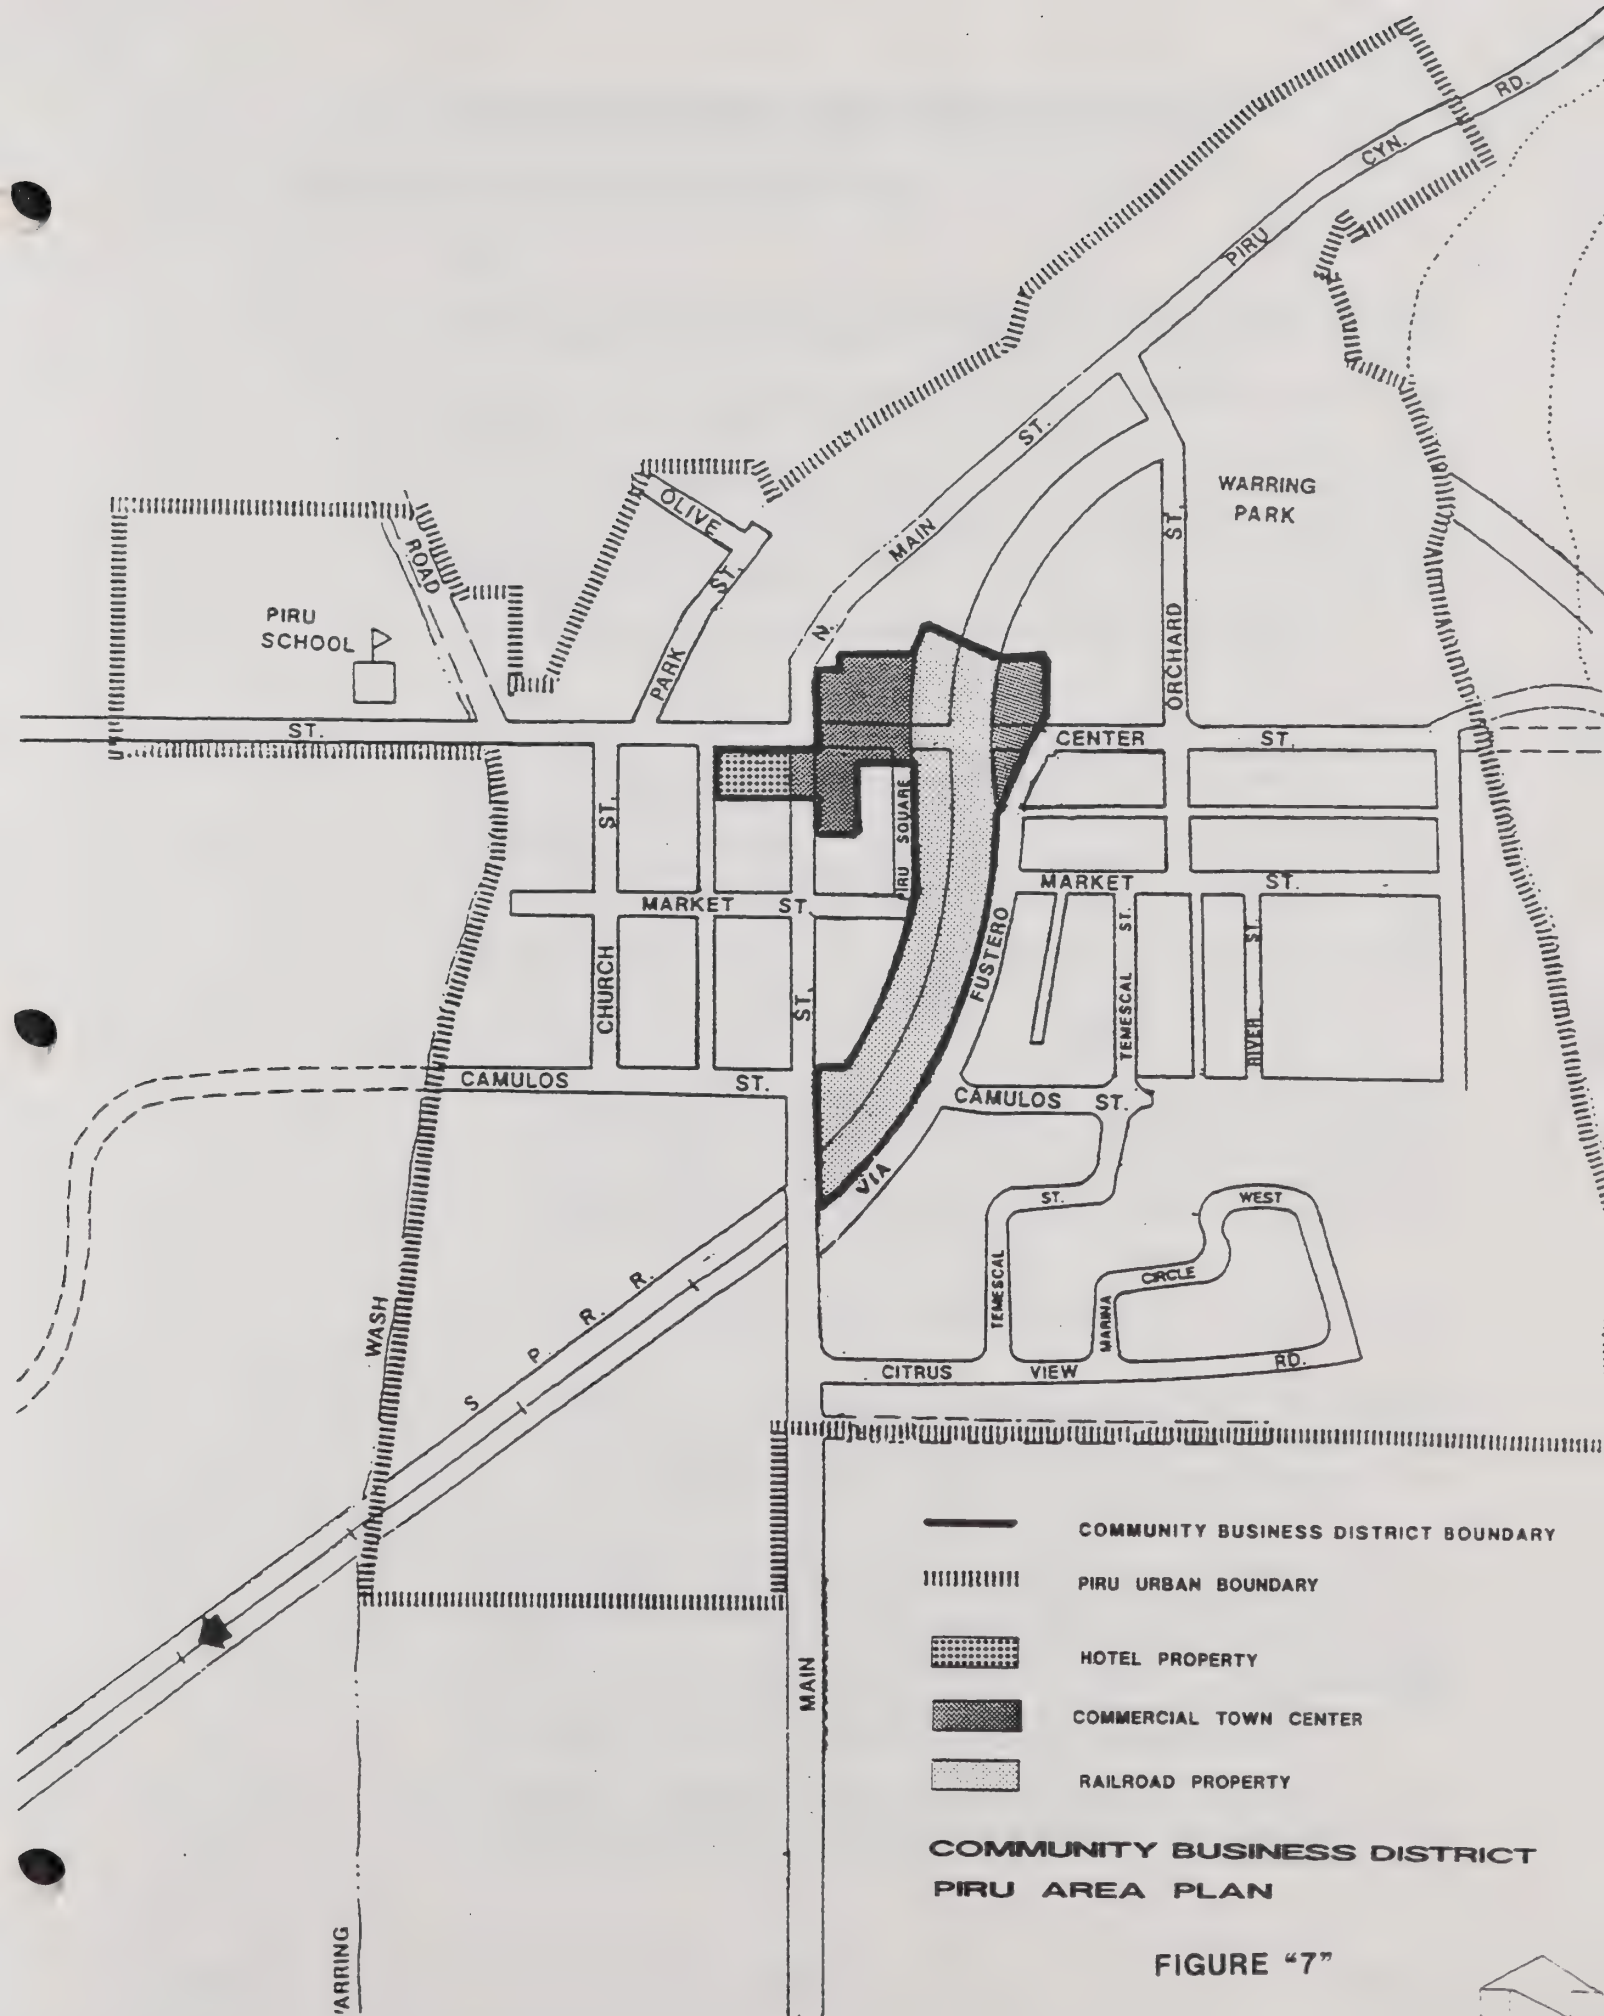 RD.
CYN.
PIRU
ST.
MAIN
N.
WARRING
PARK
OLIVE
ST.
PARK
ROAD
PIRU
SCHOOL
ST.
ORCHARD ST.
CENTER ST.
ST.
CHURCH
PIRU SQUARE
MARKET ST.
MARKET ST.
FUSTERO
VIA
TEMESCAL ST.
RIVER ST.
ST.
CAMULOS ST.
CAMULOS ST.
ST.
TEMESCAL
WEST
CIRCLE
MARINA
CITRUS VIEW RD.
WASH
S P R. R.
MAIN
COMMUNITY BUSINESS DISTRICT BOUNDARY
PIRU URBAN BOUNDARY
HOTEL PROPERTY
COMMERCIAL TOWN CENTER
RAILROAD PROPERTY
COMMUNITY BUSINESS DISTRICT
PIRU AREA PLAN
FIGURE “7”
ARRING